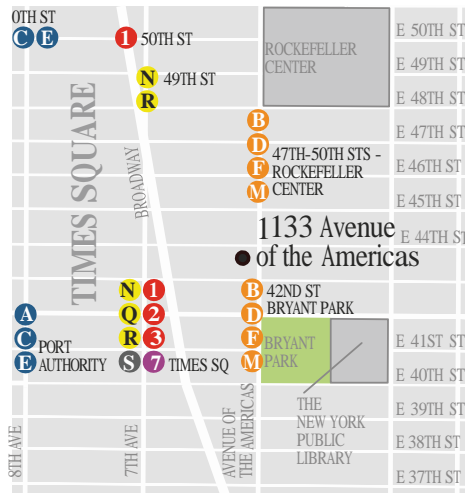 0TH ST
C E
1 50TH ST
N
R
49TH ST
ROCKEFELLER
CENTER
E 50TH ST
E 49TH ST
E 48TH ST
E 47TH ST
E 46TH ST
E 45TH ST
E 44TH ST
E 41ST ST
E 40TH ST
E 39TH ST
E 38TH ST
E 37TH ST
TIMES SQUARE
BROADWAY
B
D
F
M
47TH-50TH STS -
ROCKEFELLER
CENTER
1133 Avenue
of the Americas
N 1
Q 2
R 3
S 7 TIMES SQ
A
C
E
PORT
AUTHORITY
B
D
F
M
42ND ST
BRYANT PARK
BRYANT
PARK
THE
NEW YORK
PUBLIC
LIBRARY
8TH AVE
7TH AVE
AVENUE OF
THE AMERICAS